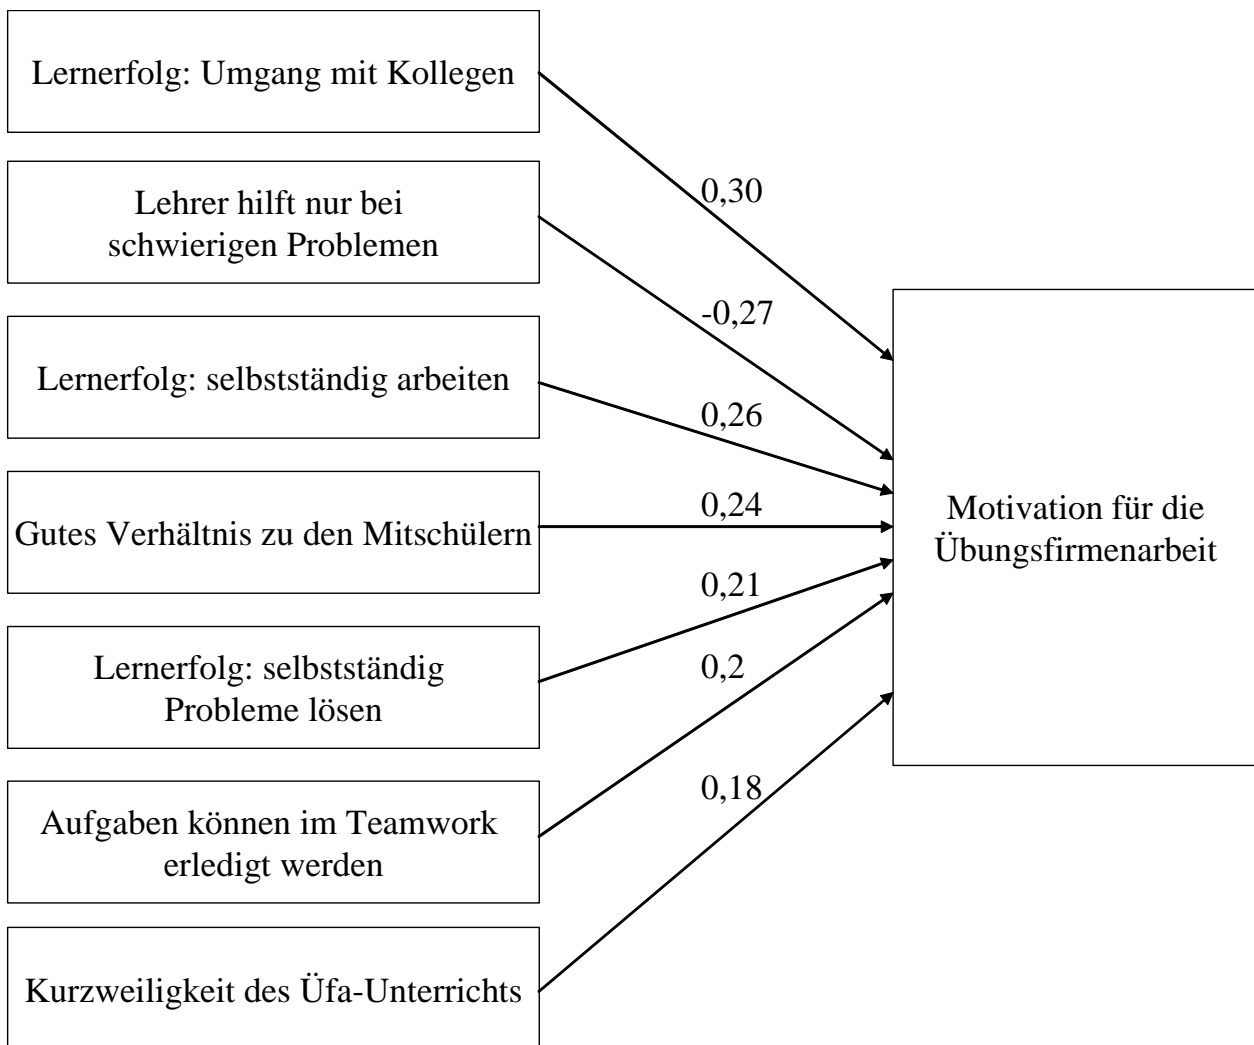 Lernerfolg: Umgang mit Kollegen
0,30
Lehrer hilft nur bei
schwierigen Problemen
-0,27
Lernerfolg: selbstständig arbeiten
0,26
Gutes Verhältnis zu den Mitschülern
0,24
Lernerfolg: selbstständig
Probleme lösen
0,21
Aufgaben können im Teamwork
erledigt werden
0,2
Kurzweiligkeit des Üfa-Unterrichts
0,18
Motivation für die
Übungsfirmenarbeit